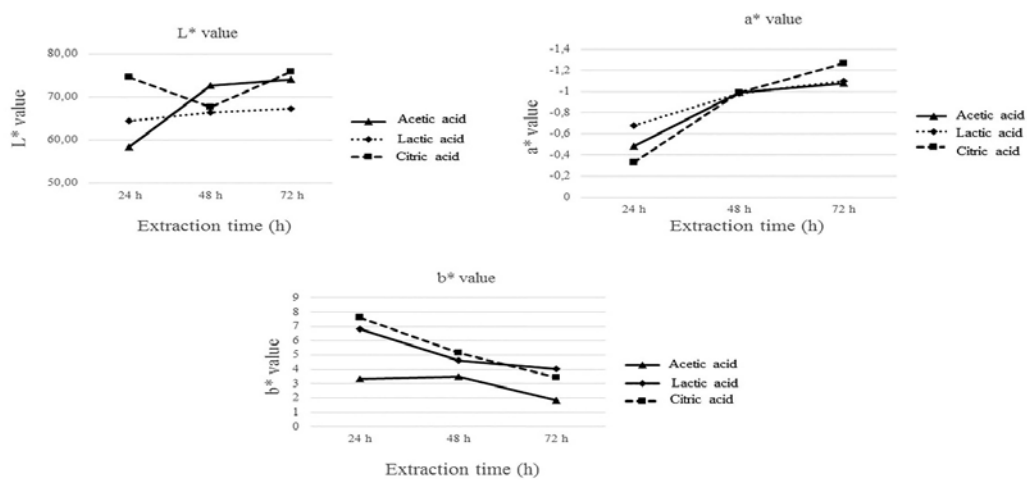 L* value
80,00
70,00
60,00
50,00
L* value
24 h 48 h 72 h
Extraction time (h)
Acetic acid
Lactic acid
Citric acid
a* value
-1,4
-1,2
-1
-0,8
-0,6
-0,4
-0,2
0
a* value
24 h 48 h 72 h
Extraction time (h)
Acetic acid
Lactic acid
Citric acid
b* value
9
8
7
6
5
4
3
2
1
0
b* value
24 h 48 h 72 h
Extraction time (h)
Acetic acid
Lactic acid
Citric acid